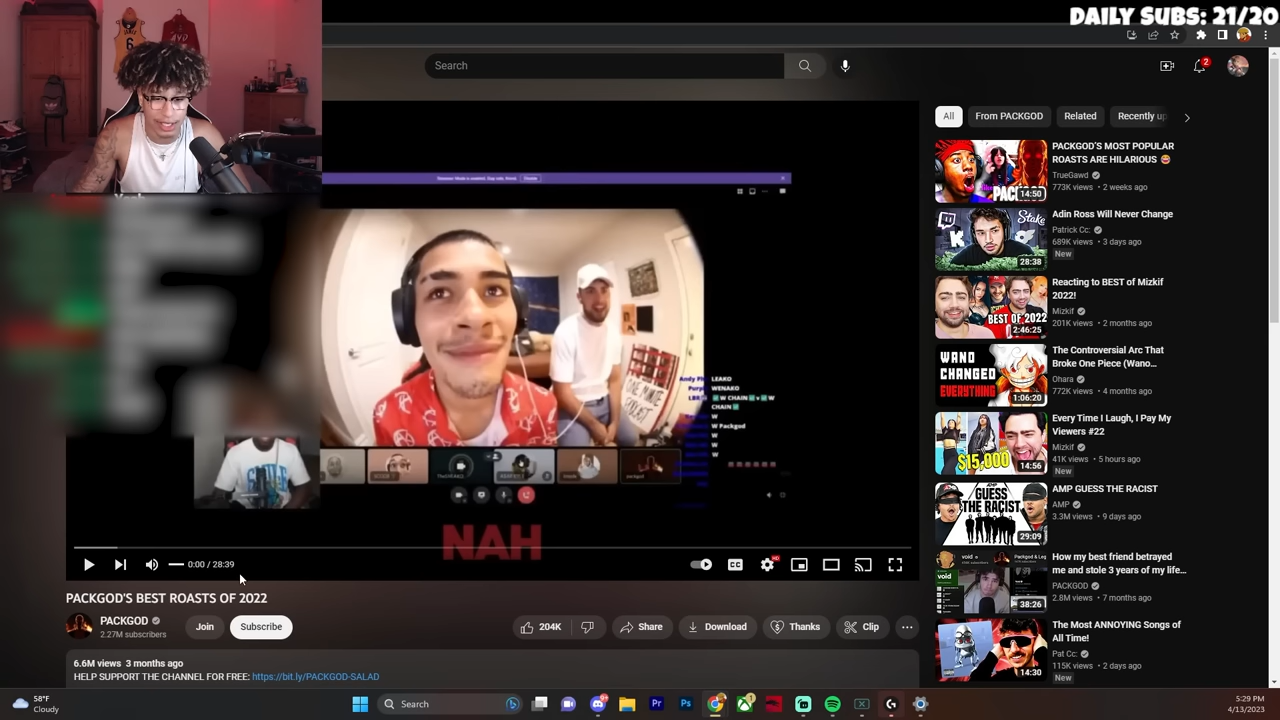 DAILY SUBS: 21/20
Search
2
All
From PACKGOD
Related
Recently up
LEAKO
WENAKO
W CHAIN W
CHAIN
W
W Packgod
W
W
W
NAH
0:00 / 28:39
PACKGOD'S BEST ROASTS OF 2022
PACKGOD
2.27M subscribers
Join
Subscribe
204K
Share
Download
Thanks
Clip
6.6M views 3 months ago
HELP SUPPORT THE CHANNEL FOR FREE: https://bit.ly/PACKGOD-SALAD
14:50
PACKGOD'S MOST POPULAR
ROASTS ARE HILARIOUS
TrueGawd
773K views • 2 weeks ago
Stake
28:38
Adin Ross Will Never Change
Patrick Cc:
689K views • 3 days ago
New
BEST OF 2022
2:46:25
Reacting to BEST of Mizkif
2022!
Mizkif
201K views • 2 months ago
WANO
CHANGED
EVERYTHING
1:06:20
The Controversial Arc That
Broke One Piece (Wano...
Ohara
772K views • 4 months ago
$15,000
14:56
Every Time I Laugh, I Pay My
Viewers #22
Mizkif
41K views • 5 hours ago
New
AMP
GUESS THE
RACIST
29:09
AMP GUESS THE RACIST
AMP
3.3M views • 9 days ago
void
38:26
How my best friend betrayed
me and stole 3 years of my life...
PACKGOD
2.8M views • 7 months ago
14:30
The Most ANNOYING Songs of
All Time!
Pat Cc:
115K views • 2 days ago
New
58°F
Cloudy
Search
5:29 PM
4/13/2023